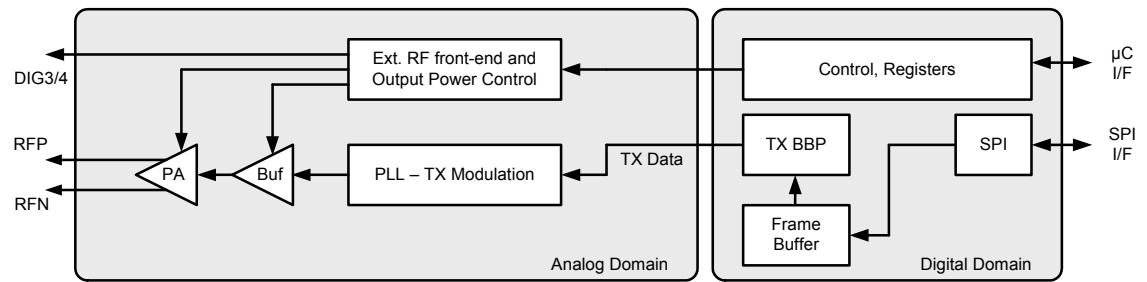 DIG3/4
Ext. RF front-end and
Output Power Control
Control, Registers
µC
I/F
RFP
RFN
PA
Buf
PLL – TX Modulation
TX Data
TX BBP
SPI
SPI
I/F
Frame
Buffer
Analog Domain
Digital Domain